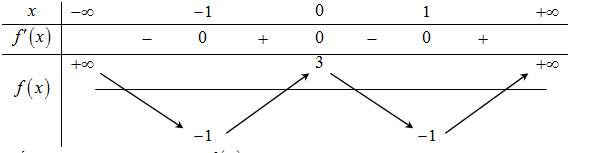 x −∞ −1 0 1 +∞
f′(x) − 0 + 0 − 0 +
+∞ 3 +∞
f(x)
−1 −1